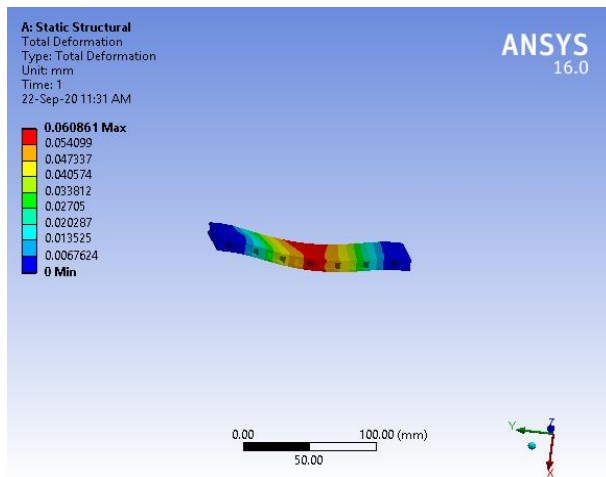 A: Static Structural
Total Deformation
Type: Total Deformation
Unit: mm
Time: 1
22-Sep-20 11:31 AM
ANSYS
16.0
0.060861 Max
0.054099
0.047337
0.040574
0.033812
0.02705
0.020287
0.013525
0.0067624
0 Min
0.00
100.00 (mm)
50.00
Y
Z
X